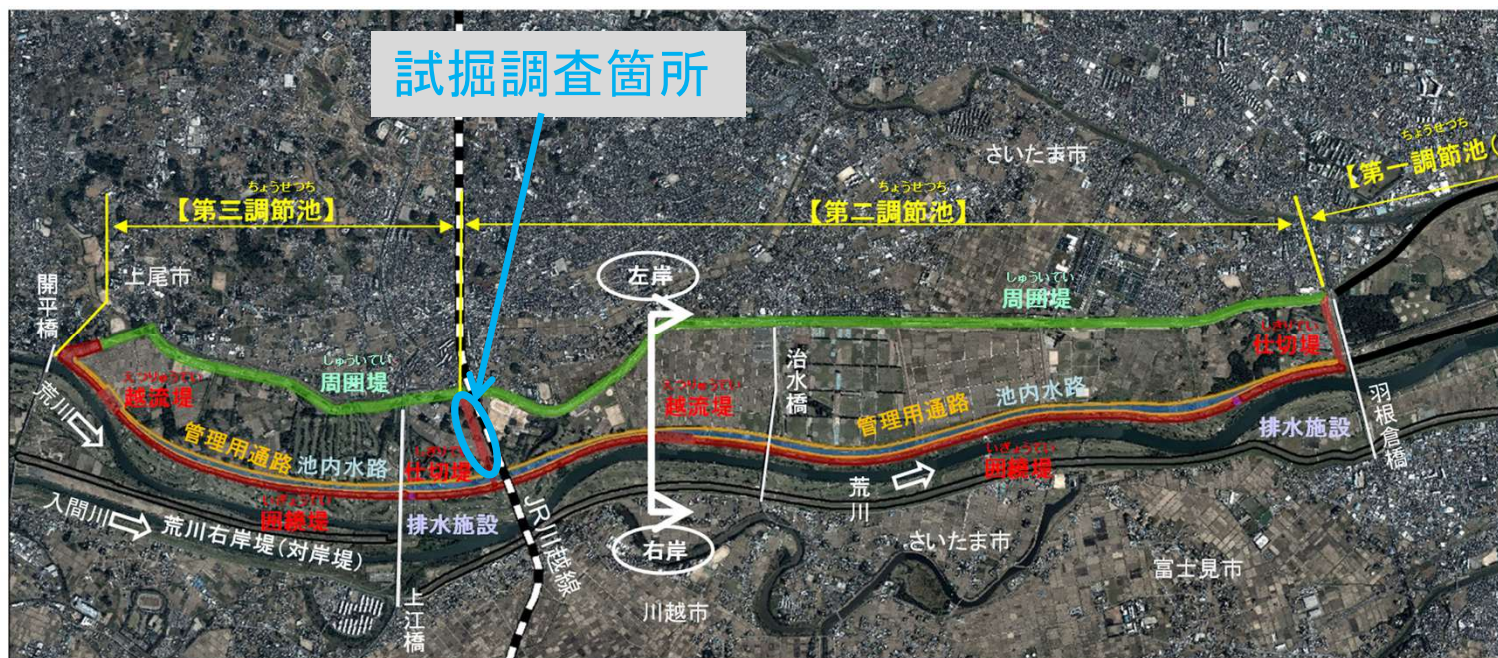 試掘調査箇所
さいたま市
ちょうせつち
【第一調節池(
ちょうせつち
【第三調節池】
ちょうせつち
【第二調節池】
上尾市
開平橋
左岸
しゅういてい
周囲堤
しゅういてい
周囲堤
しきりてい
仕切堤
えつりゅうてい
越流堤
治水橋
えつりゅうてい
越流堤
管理用通路
池内水路
羽根倉橋
荒川
管理用通路
池内水路
しきりてい
仕切堤
排水施設
いぎょうてい
囲繞堤
荒川
いぎょうてい
囲繞堤
排水施設
入間川
荒川右岸堤(対岸堤)
JR川越線
右岸
さいたま市
富士見市
上江橋
川越市